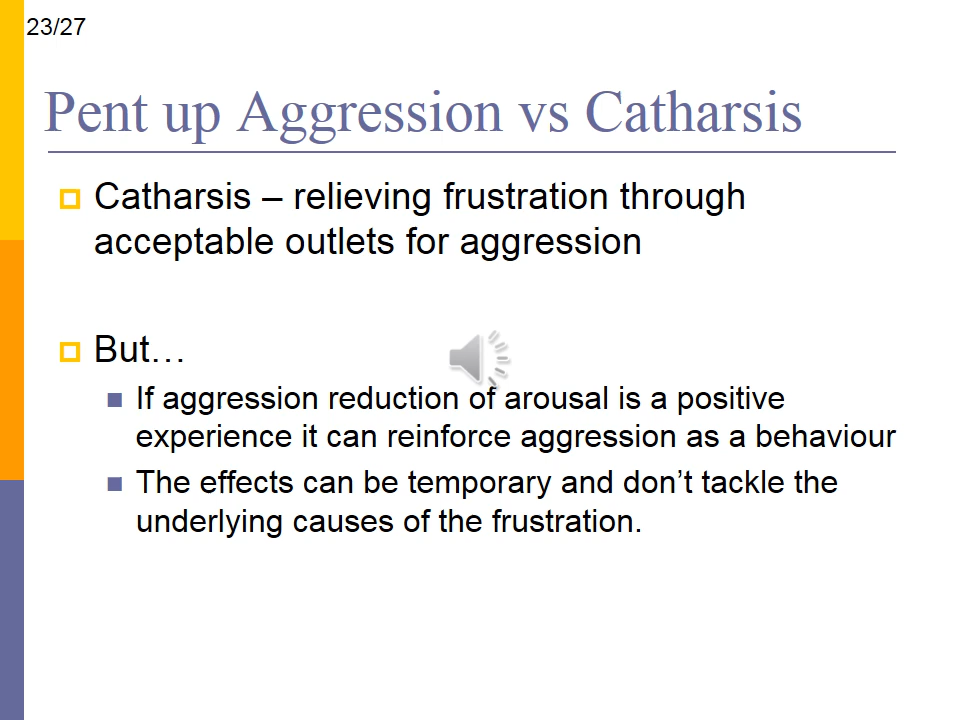 23/27
Pent up Aggression vs Catharsis
Catharsis – relieving frustration through
acceptable outlets for aggression
But…
If aggression reduction of arousal is a positive
experience it can reinforce aggression as a behaviour
The effects can be temporary and don’t tackle the
underlying causes of the frustration.